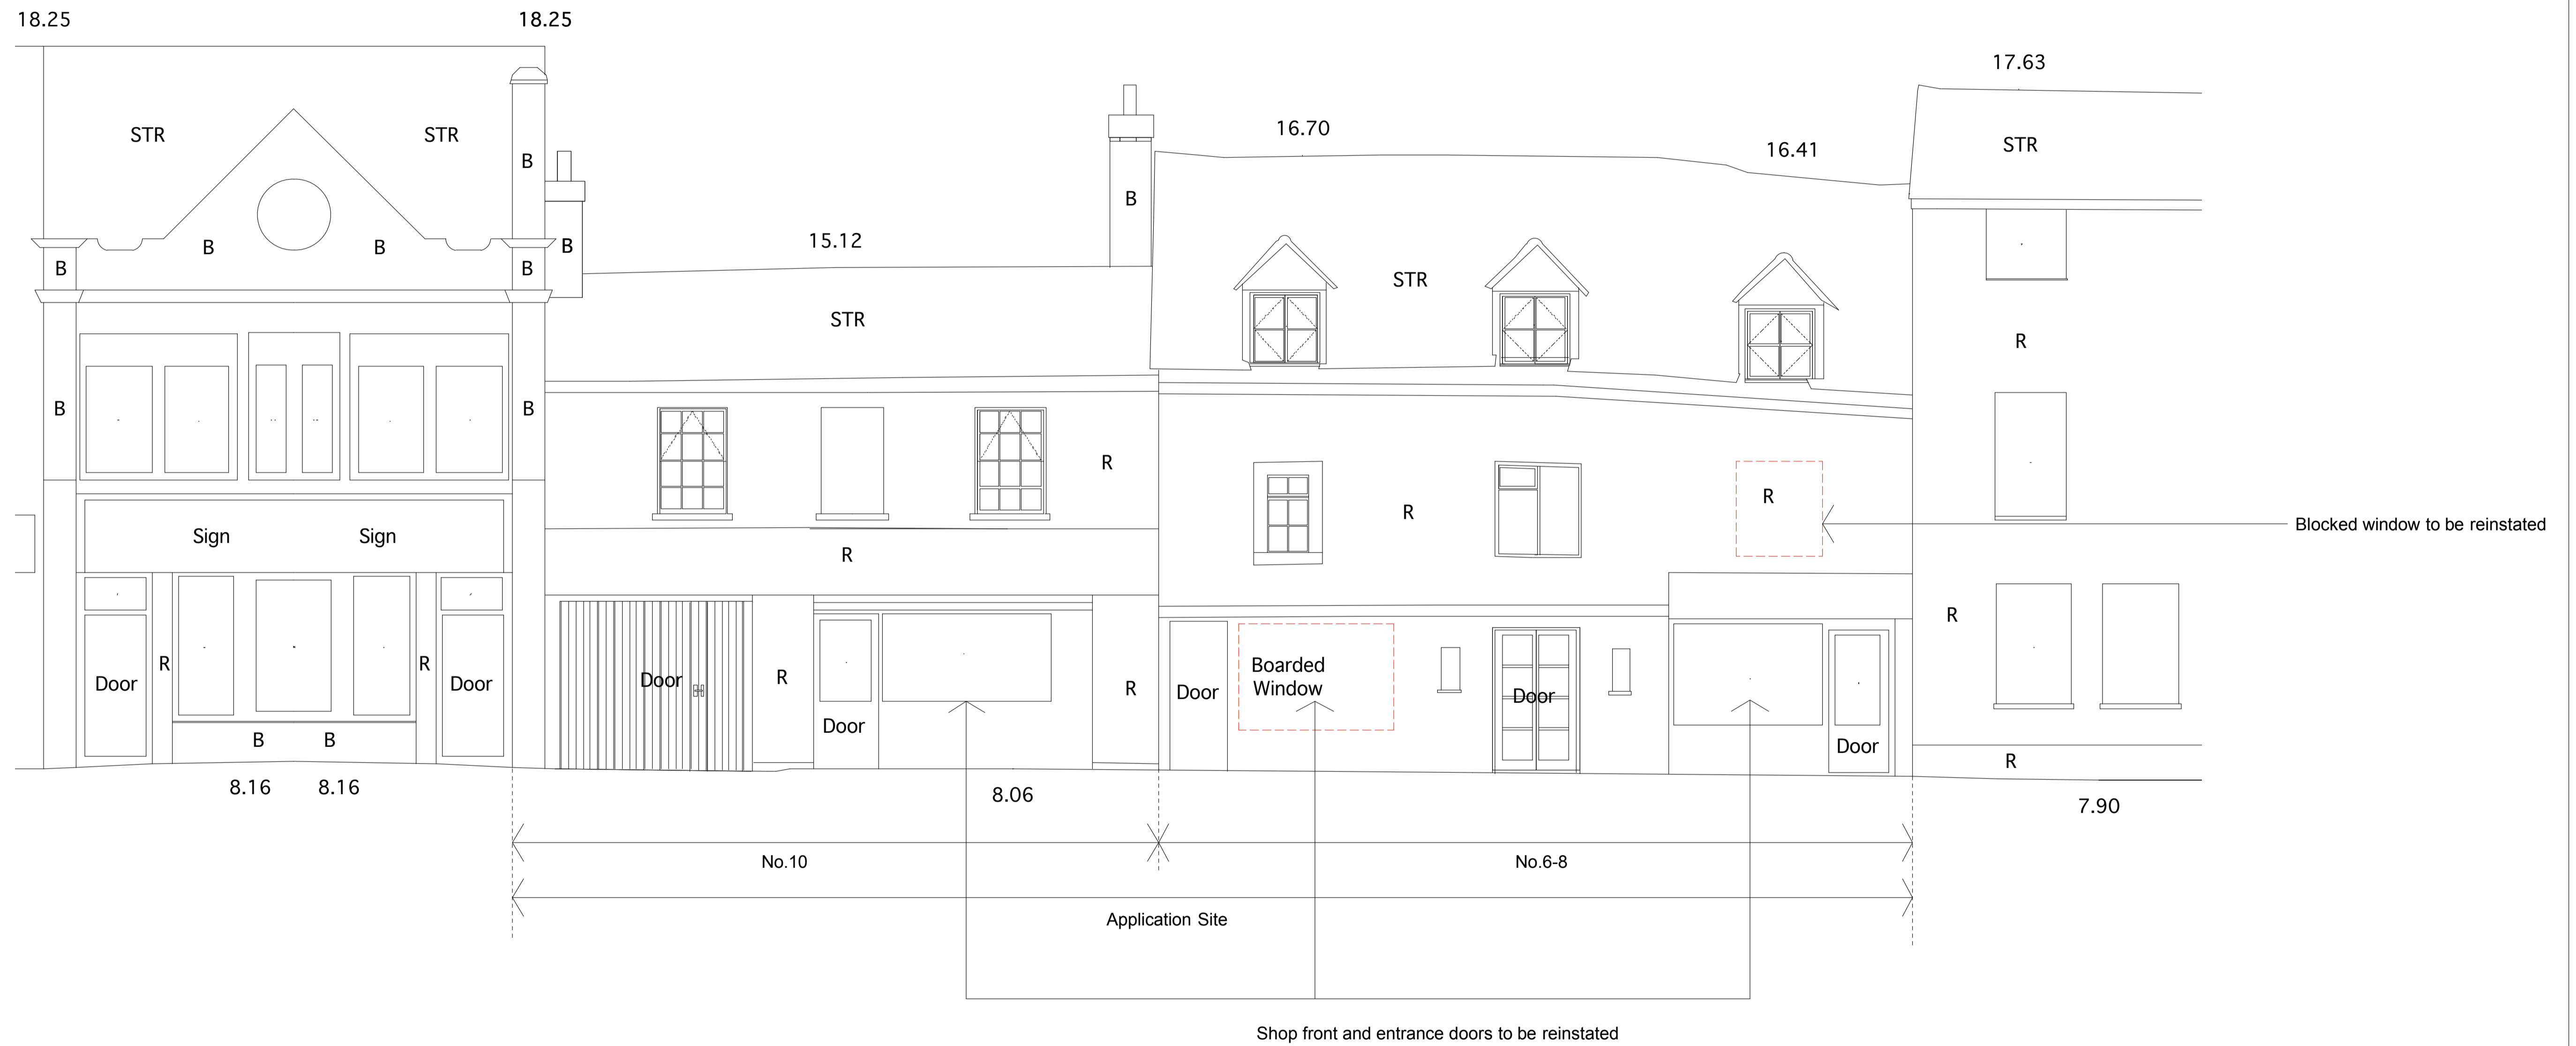 18.25
18.25
17.63
16.70
16.41
STR
STR
STR
B
B
15.12
B
B
B
B
B
STR
STR
R
B
B
R
R
R
Blocked window to be reinstated
Sign
Sign
R
R
R
R
Boarded
Window
Door
Door
Door
R
R
Door
Door
Door
B
B
Door
R
8.16
8.16
8.06
7.90
No.10
No.6-8
Application Site
Shop front and entrance doors to be reinstated